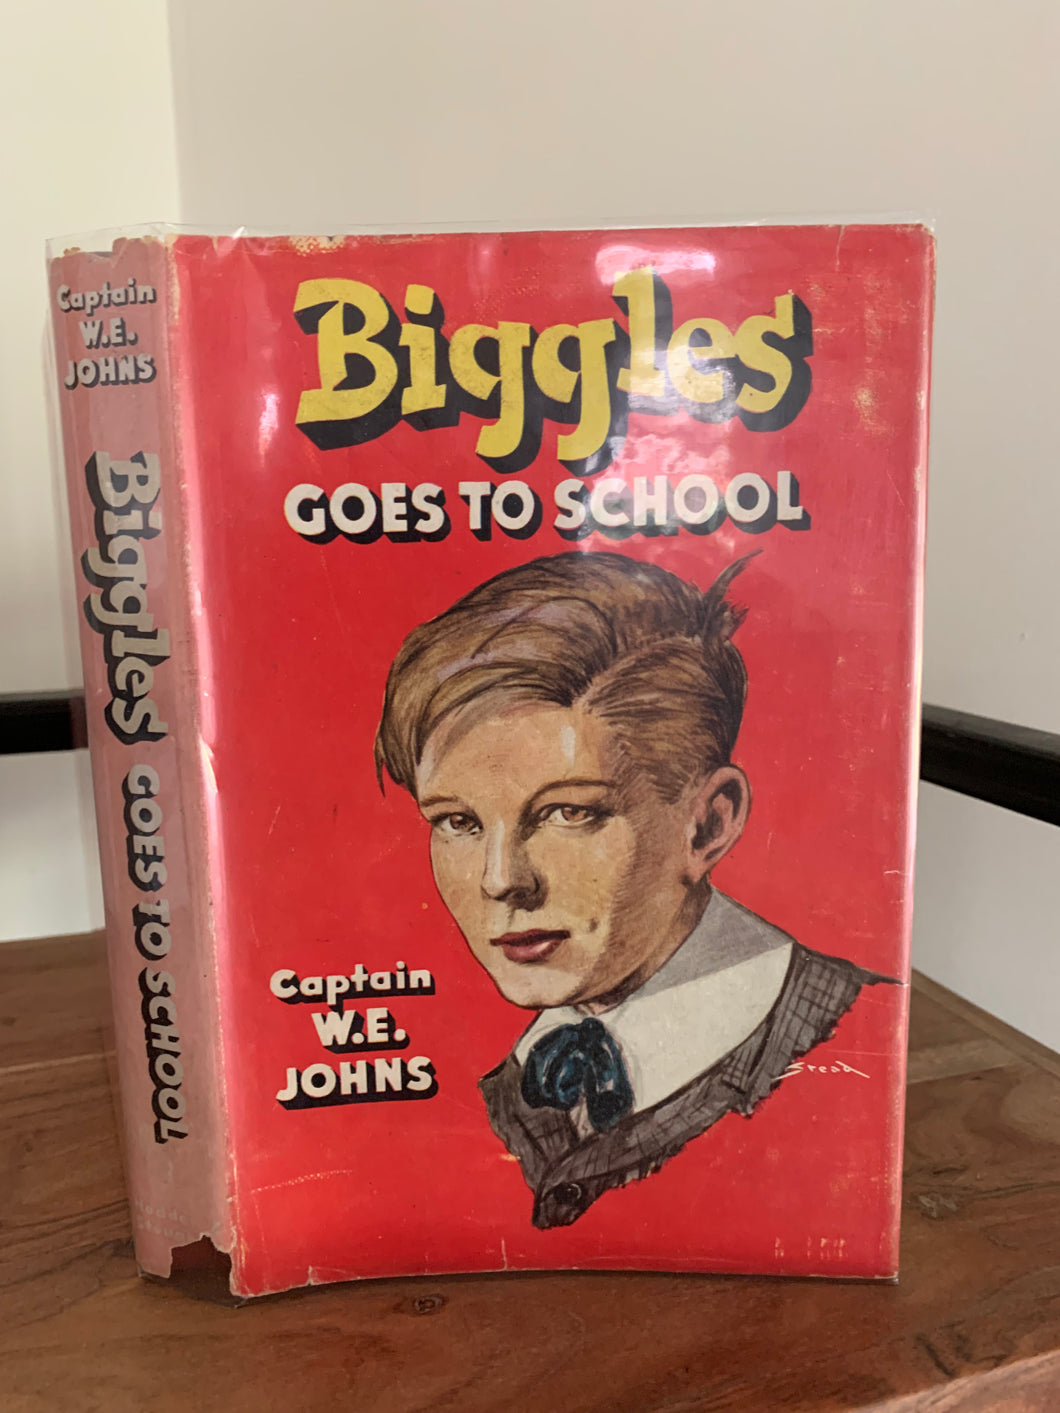 Captain
W.E.
JOHNS
Biggles GOES TO SCHOOL
Biggles
GOES TO SCHOOL
Captain
W.E.
JOHNS
Stead